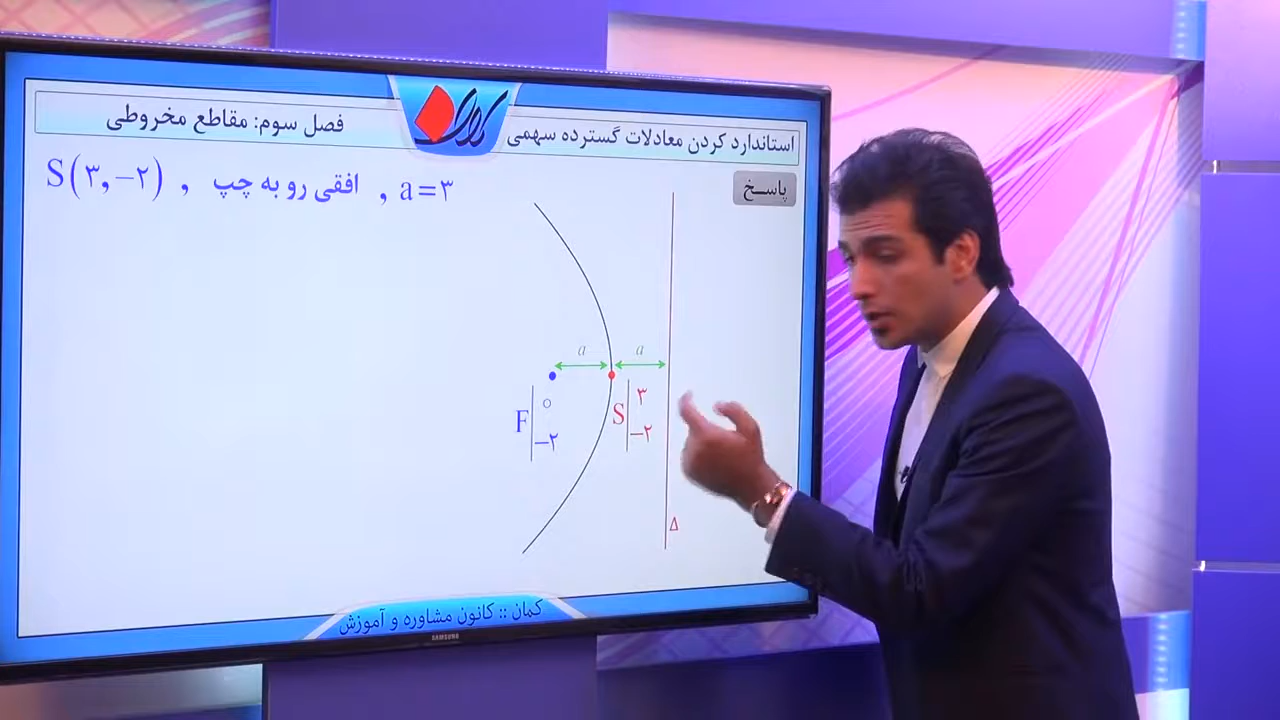 استاندارد کردن معادلات گسترده سهمی
کمان
فصل سوم: مقاطع مخروطی
پاسخ
S(۳,−۲) , افقی رو به چپ , a=۳
a a
F ۰ −۲
S ۳ −۲
Δ
کمان :: کانون مشاوره و آموزش
SAMSUNG